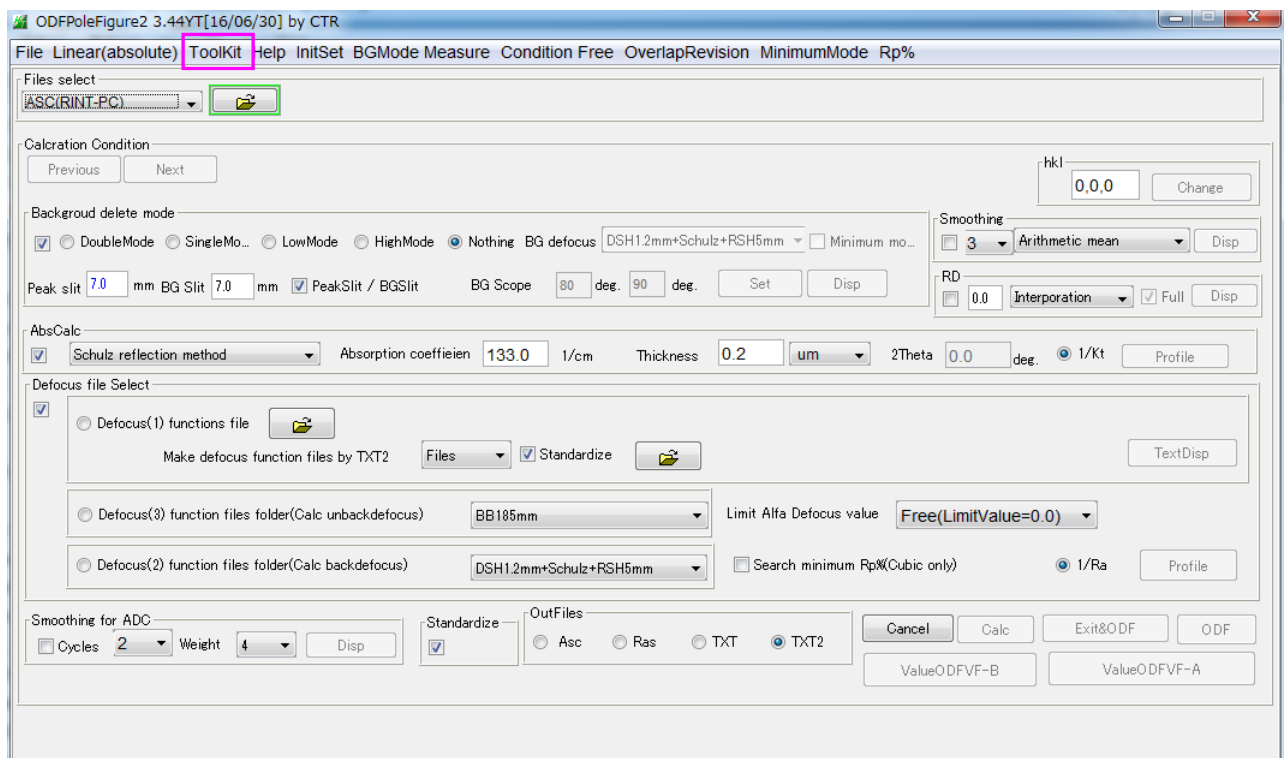 ODFPoleFigure2 3.44YT[16/06/30] by CTR
File Linear(absolute) ToolKit Help InitSet BGMode Measure Condition Free OverlapRevision MinimumMode Rp%
Files select
ASC(RINT-PC)
Calcration Condition
Previous Next
hkl
0,0,0 Change
Backgroud delete mode
DoubleMode SingleMo... LowMode HighMode Nothing BG defocus DSH1.2mm+Schulz+RSH5mm Minimum mo...
Peak slit 7.0 mm BG Slit 7.0 mm PeakSlit / BGSlit BG Scope 80 deg. 90 deg. Set Disp
Smoothing
3 Arithmetic mean Disp
RD
0.0 Interporation Full Disp
AbsCalc
Schulz reflection method Absorption coeffieien 133.0 1/cm Thickness 0.2 um 2Theta 0.0 deg. 1/Kt Profile
Defocus file Select
Defocus(1) functions file
Make defocus function files by TXT2 Files Standardize TextDisp
Defocus(3) function files folder(Calc unbackdefocus) BB185mm Limit Alfa Defocus value Free(LimitValue=0.0)
Defocus(2) function files folder(Calc backdefocus) DSH1.2mm+Schulz+RSH5mm Search minimum Rp%(Cubic only) 1/Ra Profile
Smoothing for ADC
Cycles 2 Weight 4 Disp
Standardize
OutFiles
Asc Ras TXT TXT2
Cancel Calc Exit&ODF ODF
ValueODFVF-B ValueODFVF-A